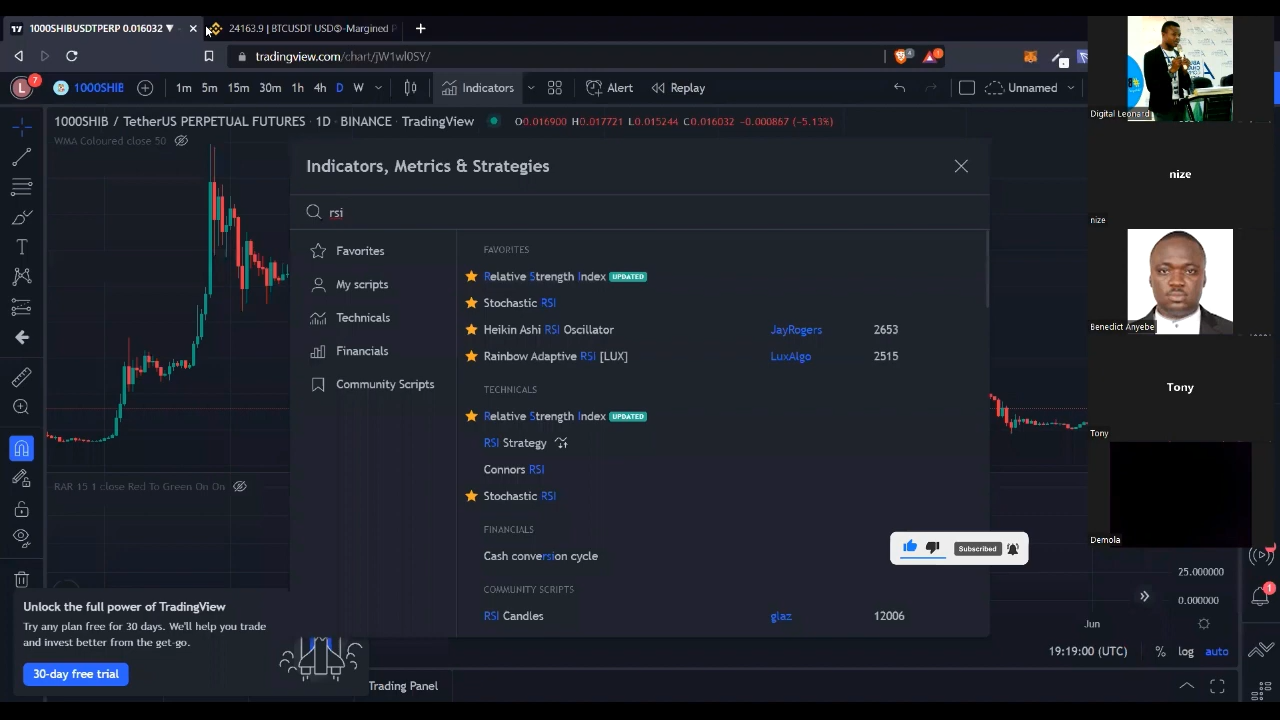 1000SHIBUSDTPERP 0.016032 ▼
24163.9 | BTCUSDT USD©-Margined P
tradingview.com/chart/jW1wl0SY/
L 7
1000SHIB
1m 5m 15m 30m 1h 4h D W
Indicators
Alert
Replay
Unnamed
1000SHIB / TetherUS PERPETUAL FUTURES · 1D · BINANCE · TradingView
O0.016900 H0.017721 L0.015244 C0.016032 −0.000867 (−5.13%)
WMA Coloured close 50
Indicators, Metrics & Strategies
rsi
Favorites
My scripts
Technicals
Financials
Community Scripts
FAVORITES
Relative Strength Index UPDATED
Stochastic RSI
Heikin Ashi RSI Oscillator JayRogers 2653
Rainbow Adaptive RSI [LUX] LuxAlgo 2515
TECHNICALS
Relative Strength Index UPDATED
RSI Strategy
Connors RSI
Stochastic RSI
FINANCIALS
Cash conversion cycle
COMMUNITY SCRIPTS
RSI Candles glaz 12006
RAR 15 1 close Red To Green On On
Subscribed
Unlock the full power of TradingView
Try any plan free for 30 days. We'll help you trade
and invest better from the get-go.
30-day free trial
Trading Panel
25.000000
0.000000
Jun
19:19:00 (UTC) % log auto
1
Digital Leonard
nize
nize
Benedict Anyebe
Tony
Tony
Demola